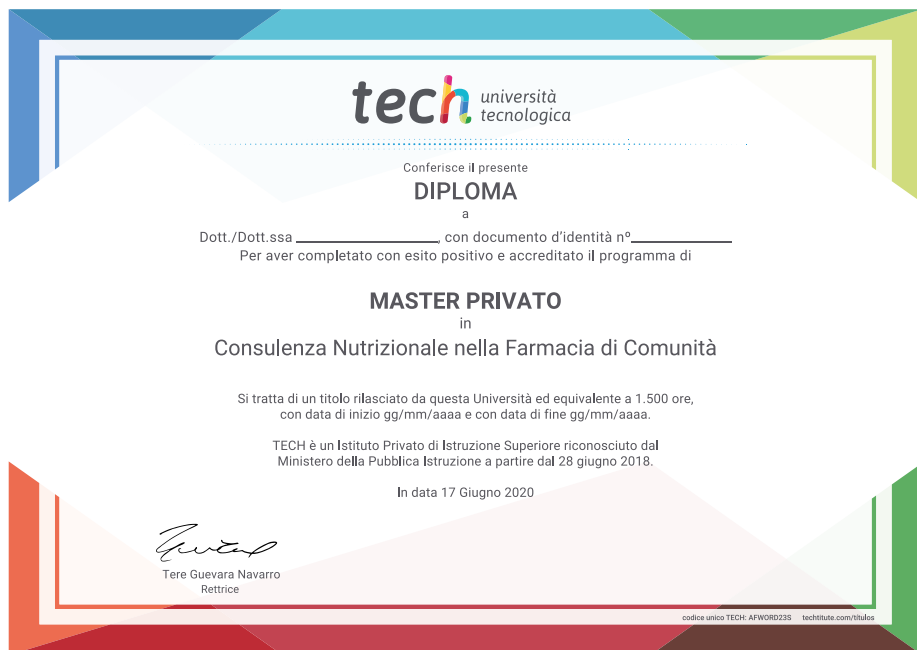 tech università
tecnologica
Conferisce il presente
DIPLOMA
a
Dott./Dott.ssa ____________, con documento d'identità nº____________
Per aver completato con esito positivo e accreditato il programma di
MASTER PRIVATO
in
Consulenza Nutrizionale nella Farmacia di Comunità
Si tratta di un titolo rilasciato da questa Università ed equivalente a 1.500 ore,
con data di inizio gg/mm/aaaa e con data di fine gg/mm/aaaa.
TECH è un Istituto Privato di Istruzione Superiore riconosciuto dal
Ministero della Pubblica Istruzione a partire dal 28 giugno 2018.
In data 17 Giugno 2020
Tere Guevara Navarro
Rettrice
codice unico TECH: AFWORD23S techtitute.com/titulos